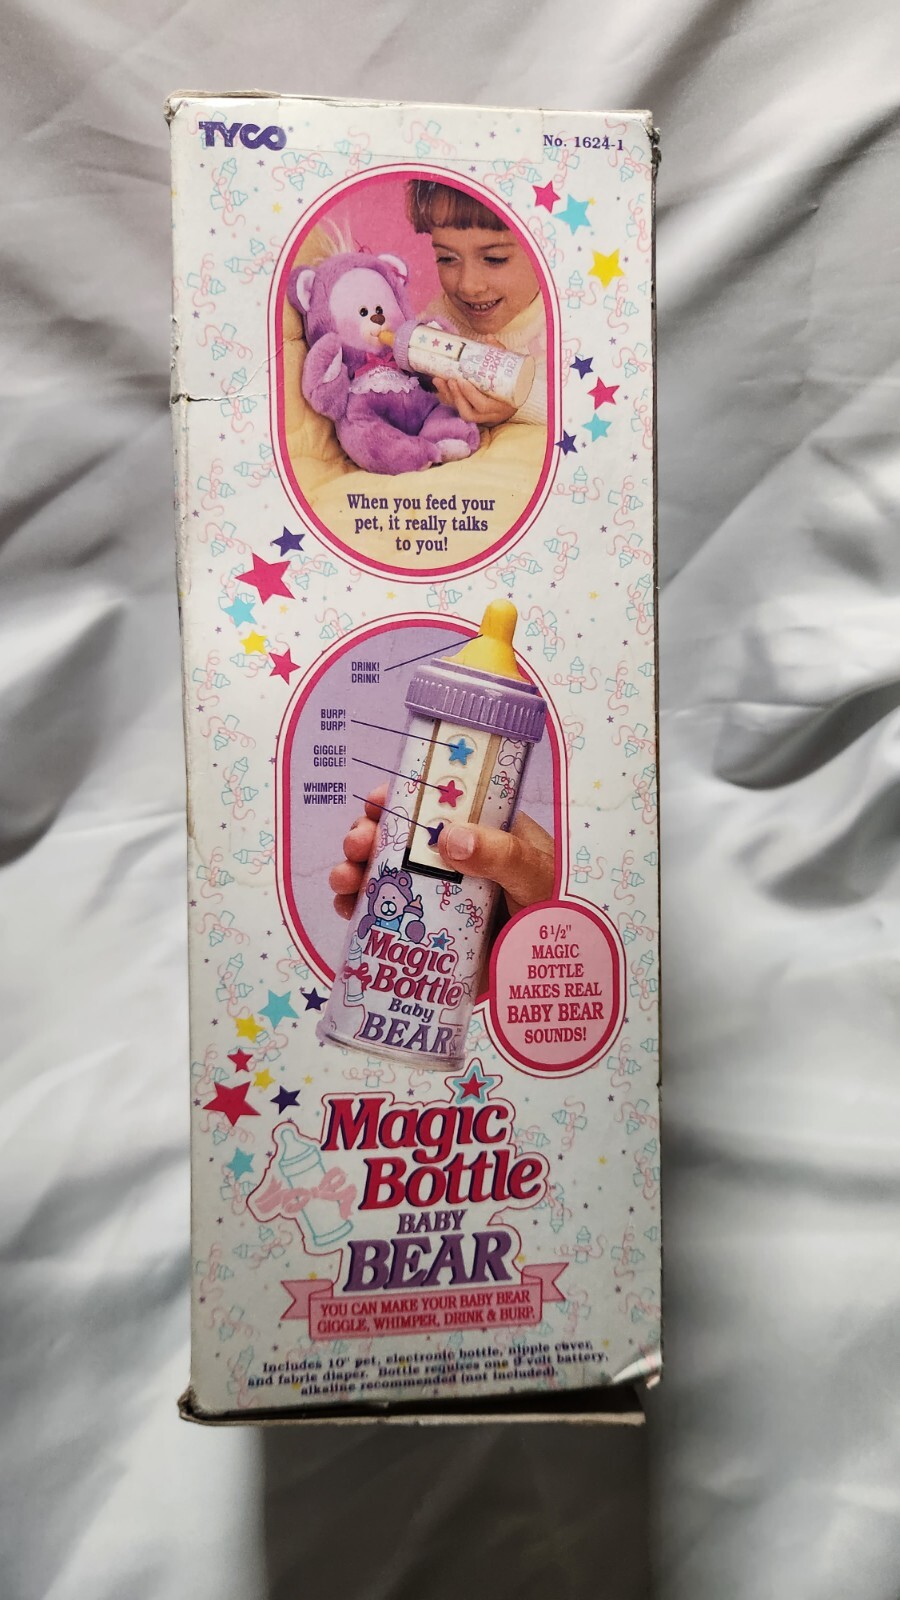 TYCO
No. 1624-1
When you feed your
pet, it really talks
to you!
DRINK!
DRINK!
BURP!
BURP!
GIGGLE!
GIGGLE!
WHIMPER!
WHIMPER!
Magic
Bottle
Baby
BEAR
6 1/2"
MAGIC
BOTTLE
MAKES REAL
BABY BEAR
SOUNDS!
Magic
Bottle
BABY
BEAR
YOU CAN MAKE YOUR BABY BEAR
GIGGLE, WHIMPER, DRINK & BURP.
Includes 10" pet, electronic bottle, nipple cover,
and fabric diaper. Bottle requires one 9-volt battery,
alkaline recommended (not included).